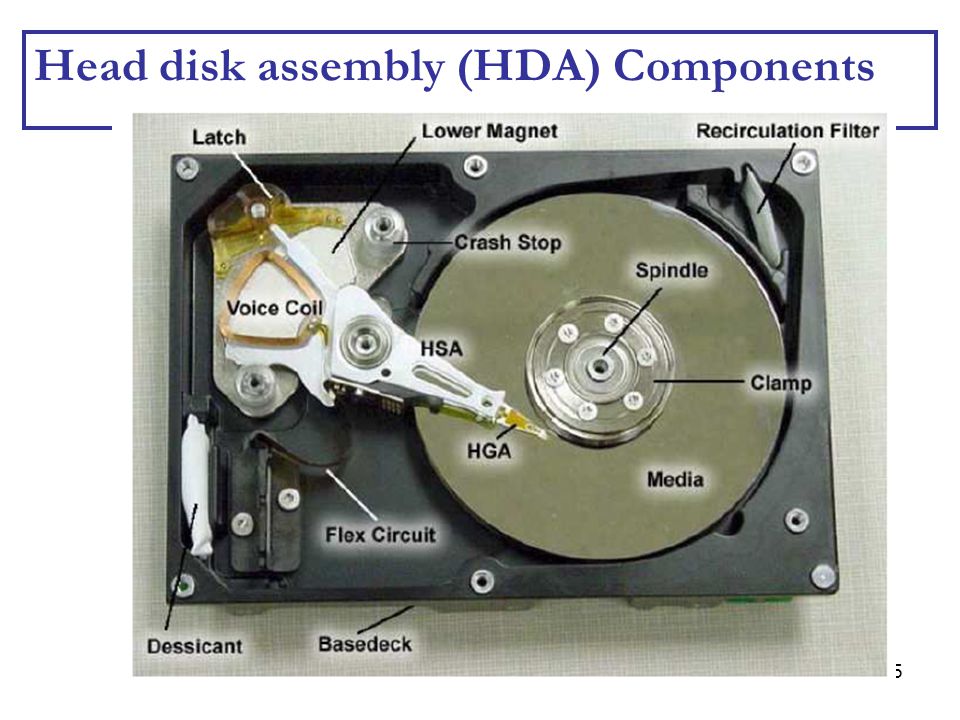 Head disk assembly (HDA) Components
Latch
Lower Magnet
Recirculation Filter
Crash Stop
Spindle
Voice Coil
HSA
Clamp
HGA
Media
Flex Circuit
Dessicant
Basedeck
5